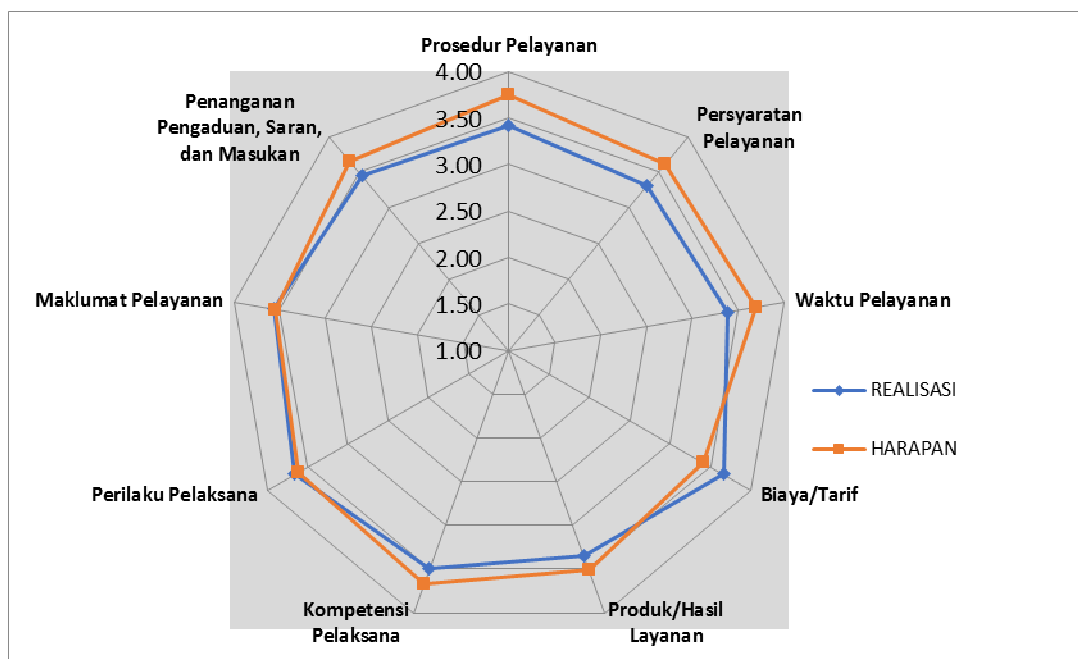 Prosedur Pelayanan
4.00
3.50
3.00
2.50
2.00
1.50
1.00
Persyaratan
Pelayanan
Waktu Pelayanan
Biaya/Tarif
Produk/Hasil
Layanan
Kompetensi
Pelaksana
Perilaku Pelaksana
Maklumat Pelayanan
Penanganan
Pengaduan, Saran,
dan Masukan
REALISASI
HARAPAN